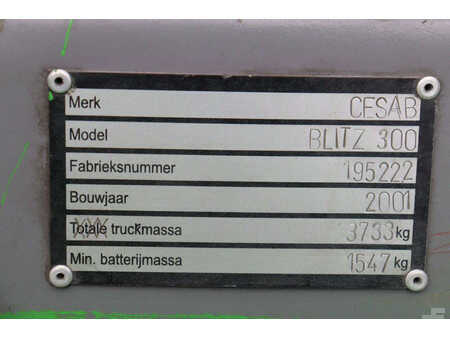 Merk CESAB
Model BLITZ 300
Fabrieksnummer 195222
Bouwjaar 2001
Totale truckmassa 3733 kg
Min. batterijmassa 1547 kg